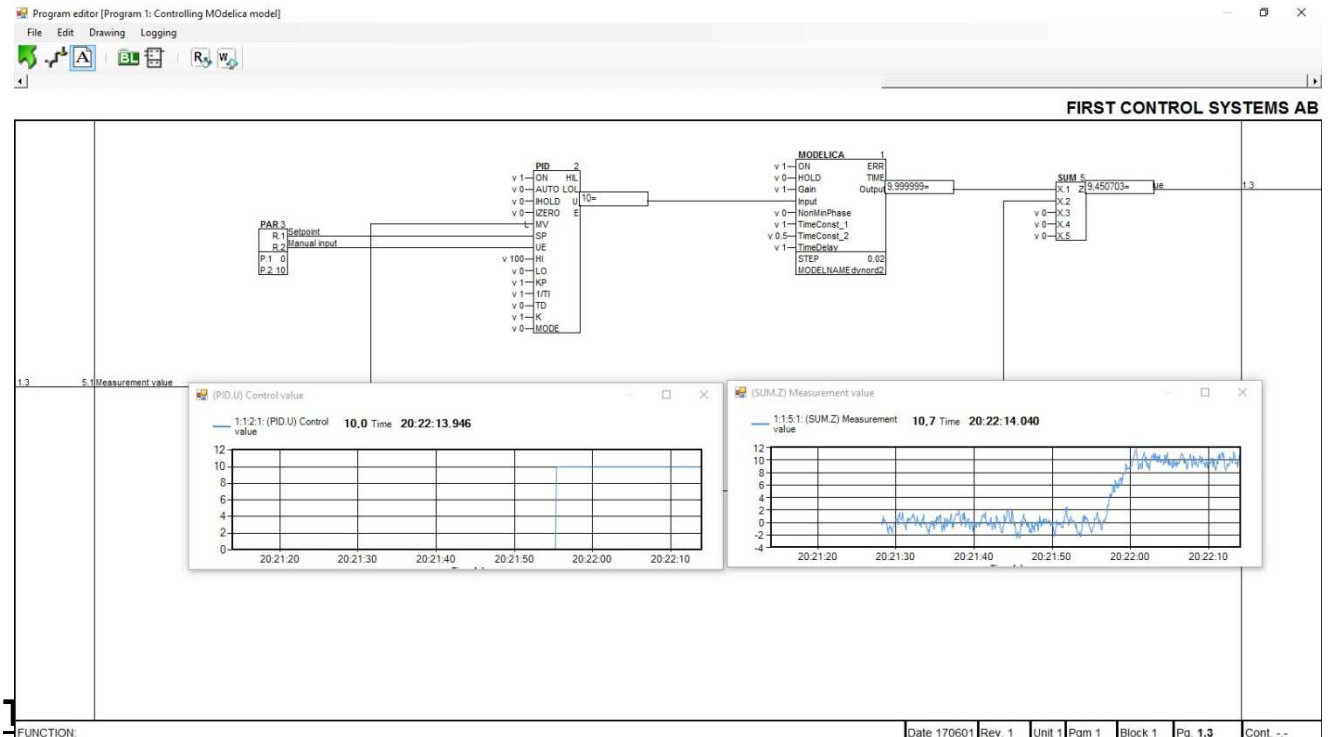 Program editor [Program 1: Controlling MOdelica model]
File Edit Drawing Logging
A BL R W
FIRST CONTROL SYSTEMS AB
PAR 3
R.1 Setpoint
R.2 Manual input
P.1 0
P.2 10
PID 2
v 1 ON HIL
v 0 AUTO LOL
v 0 IHOLD U 10=
v 0 IZERO E
MV
SP
UE
v 100 HI
v 0 LO
v 1 KP
v 1 1/TI
v 0 TD
v 1 K
v 0 MODE
MODELICA 1
v 1 ON ERR
v 0 HOLD TIME
v 1 Gain Output 9,999999=
Input
v 0 NonMinPhase
v 1 TimeConst_1
v 0.5 TimeConst_2
v 1 TimeDelay
STEP 0.02
MODELNAME dynord2
SUM 5
X.1 Z 9,450703= ue 1.3
X.2
v 0 X.3
v 0 X.4
v 0 X.5
1.3 5.1 Measurement value
(PID.U) Control value
1:1:2:1: (PID.U) Control value 10,0 Time 20:22:13.946
12
10
8
6
4
2
0
20:21:20 20:21:30 20:21:40 20:21:50 20:22:00 20:22:10
(SUM.Z) Measurement value
1:1:5:1: (SUM.Z) Measurement value 10,7 Time 20:22:14.040
12
10
8
6
4
2
0
-2
-4
20:21:20 20:21:30 20:21:40 20:21:50 20:22:00 20:22:10
FUNCTION: Date 170601 Rev. 1 Unit 1 Pgm 1 Block 1 Pg. 1.3 Cont. -.-